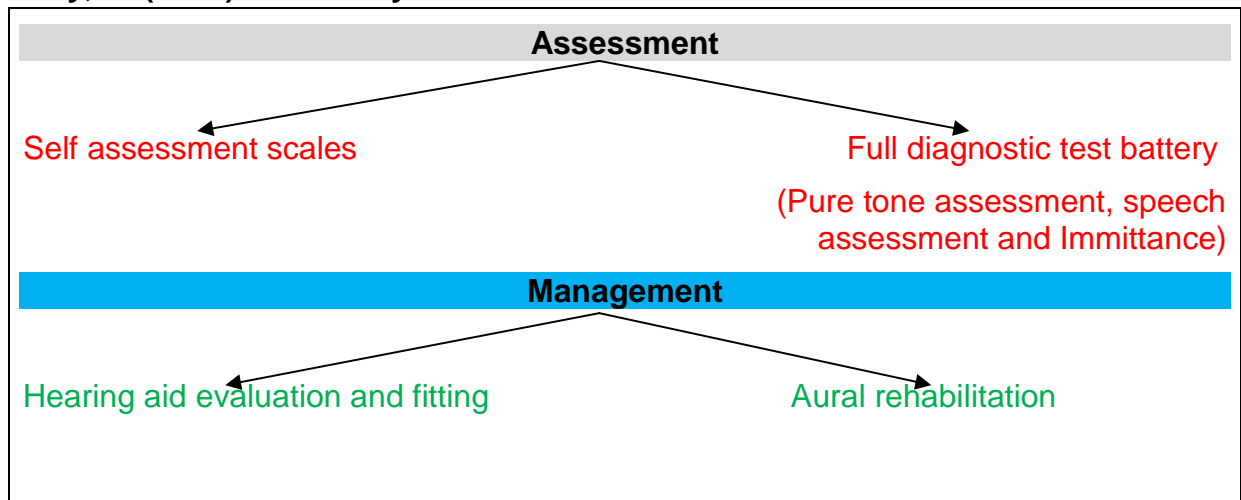 Assessment
Self assessment scales
Full diagnostic test battery
(Pure tone assessment, speech
assessment and Immittance)
Management
Hearing aid evaluation and fitting
Aural rehabilitation